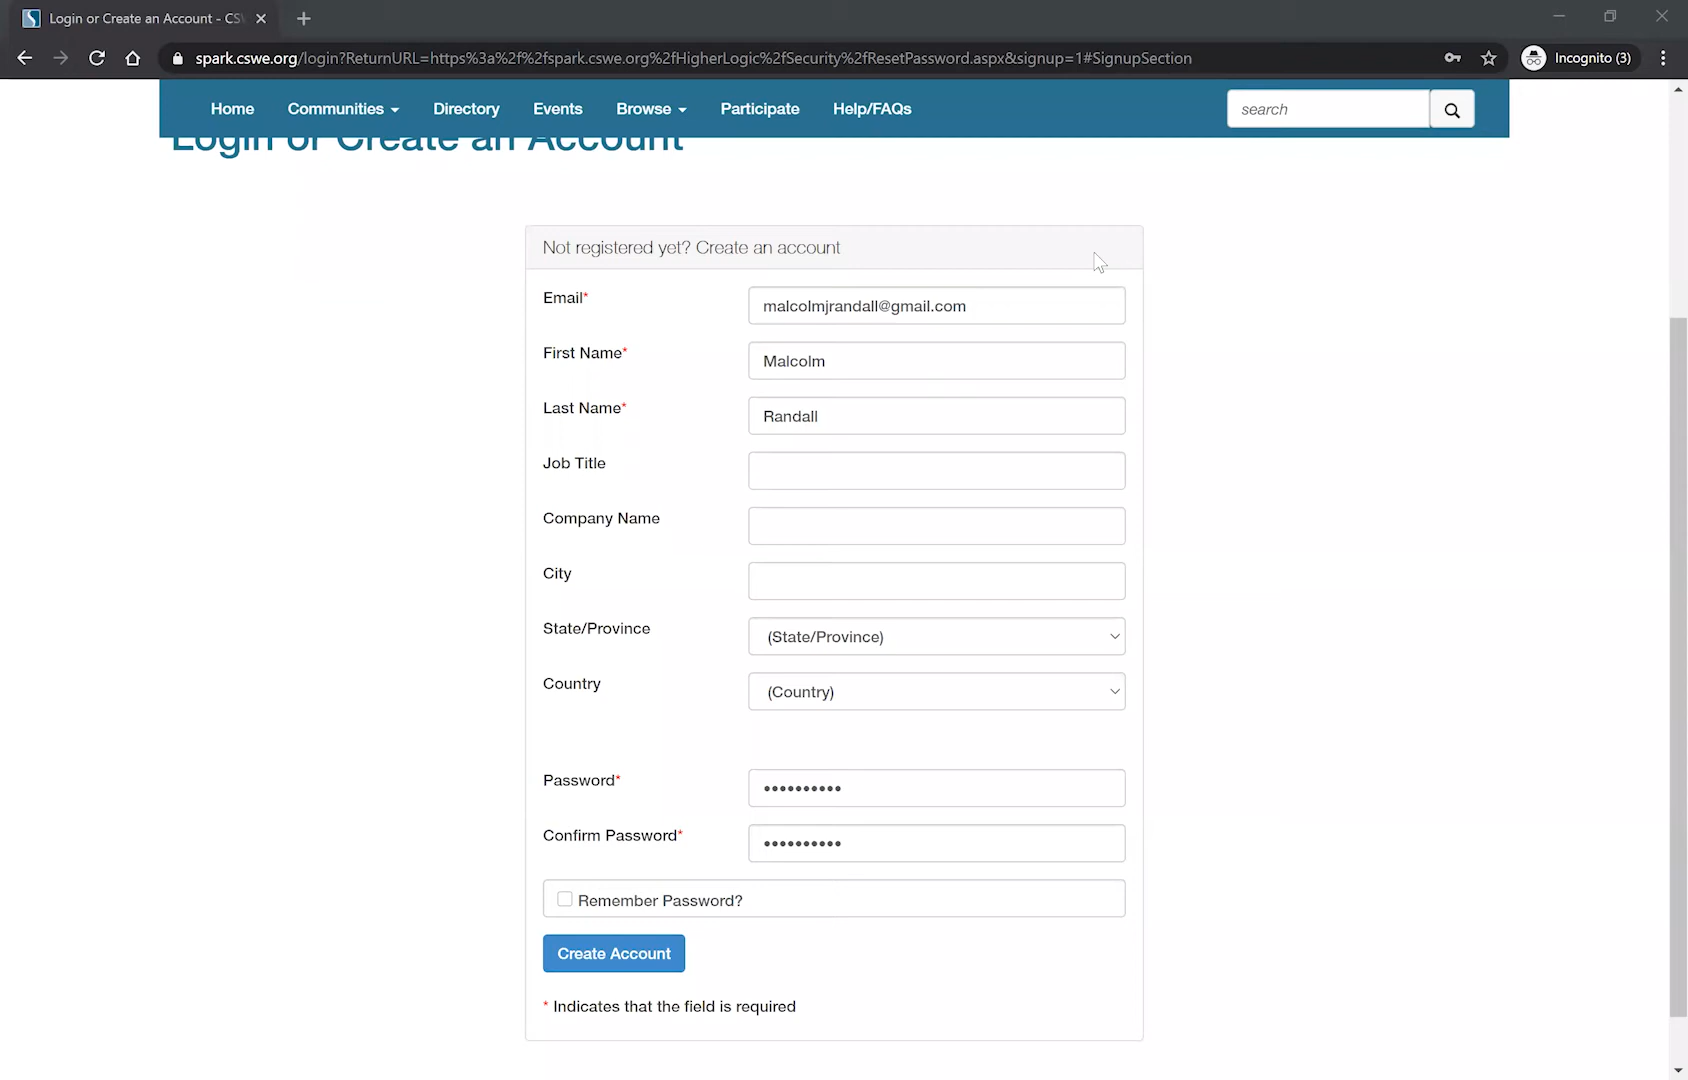 Login or Create an Account - CSW
Incognito (3)
spark.cswe.org/login?ReturnURL=https%3a%2f%2fspark.cswe.org%2fHigherLogic%2fSecurity%2fResetPassword.aspx&signup=1#SignupSection
Home Communities Directory Events Browse Participate Help/FAQs search
Login or Create an Account
Not registered yet? Create an account
Email* malcolmjrandall@gmail.com
First Name* Malcolm
Last Name* Randall
Job Title
Company Name
City
State/Province (State/Province)
Country (Country)
Password* ••••••••••
Confirm Password* ••••••••••
Remember Password?
Create Account
* Indicates that the field is required